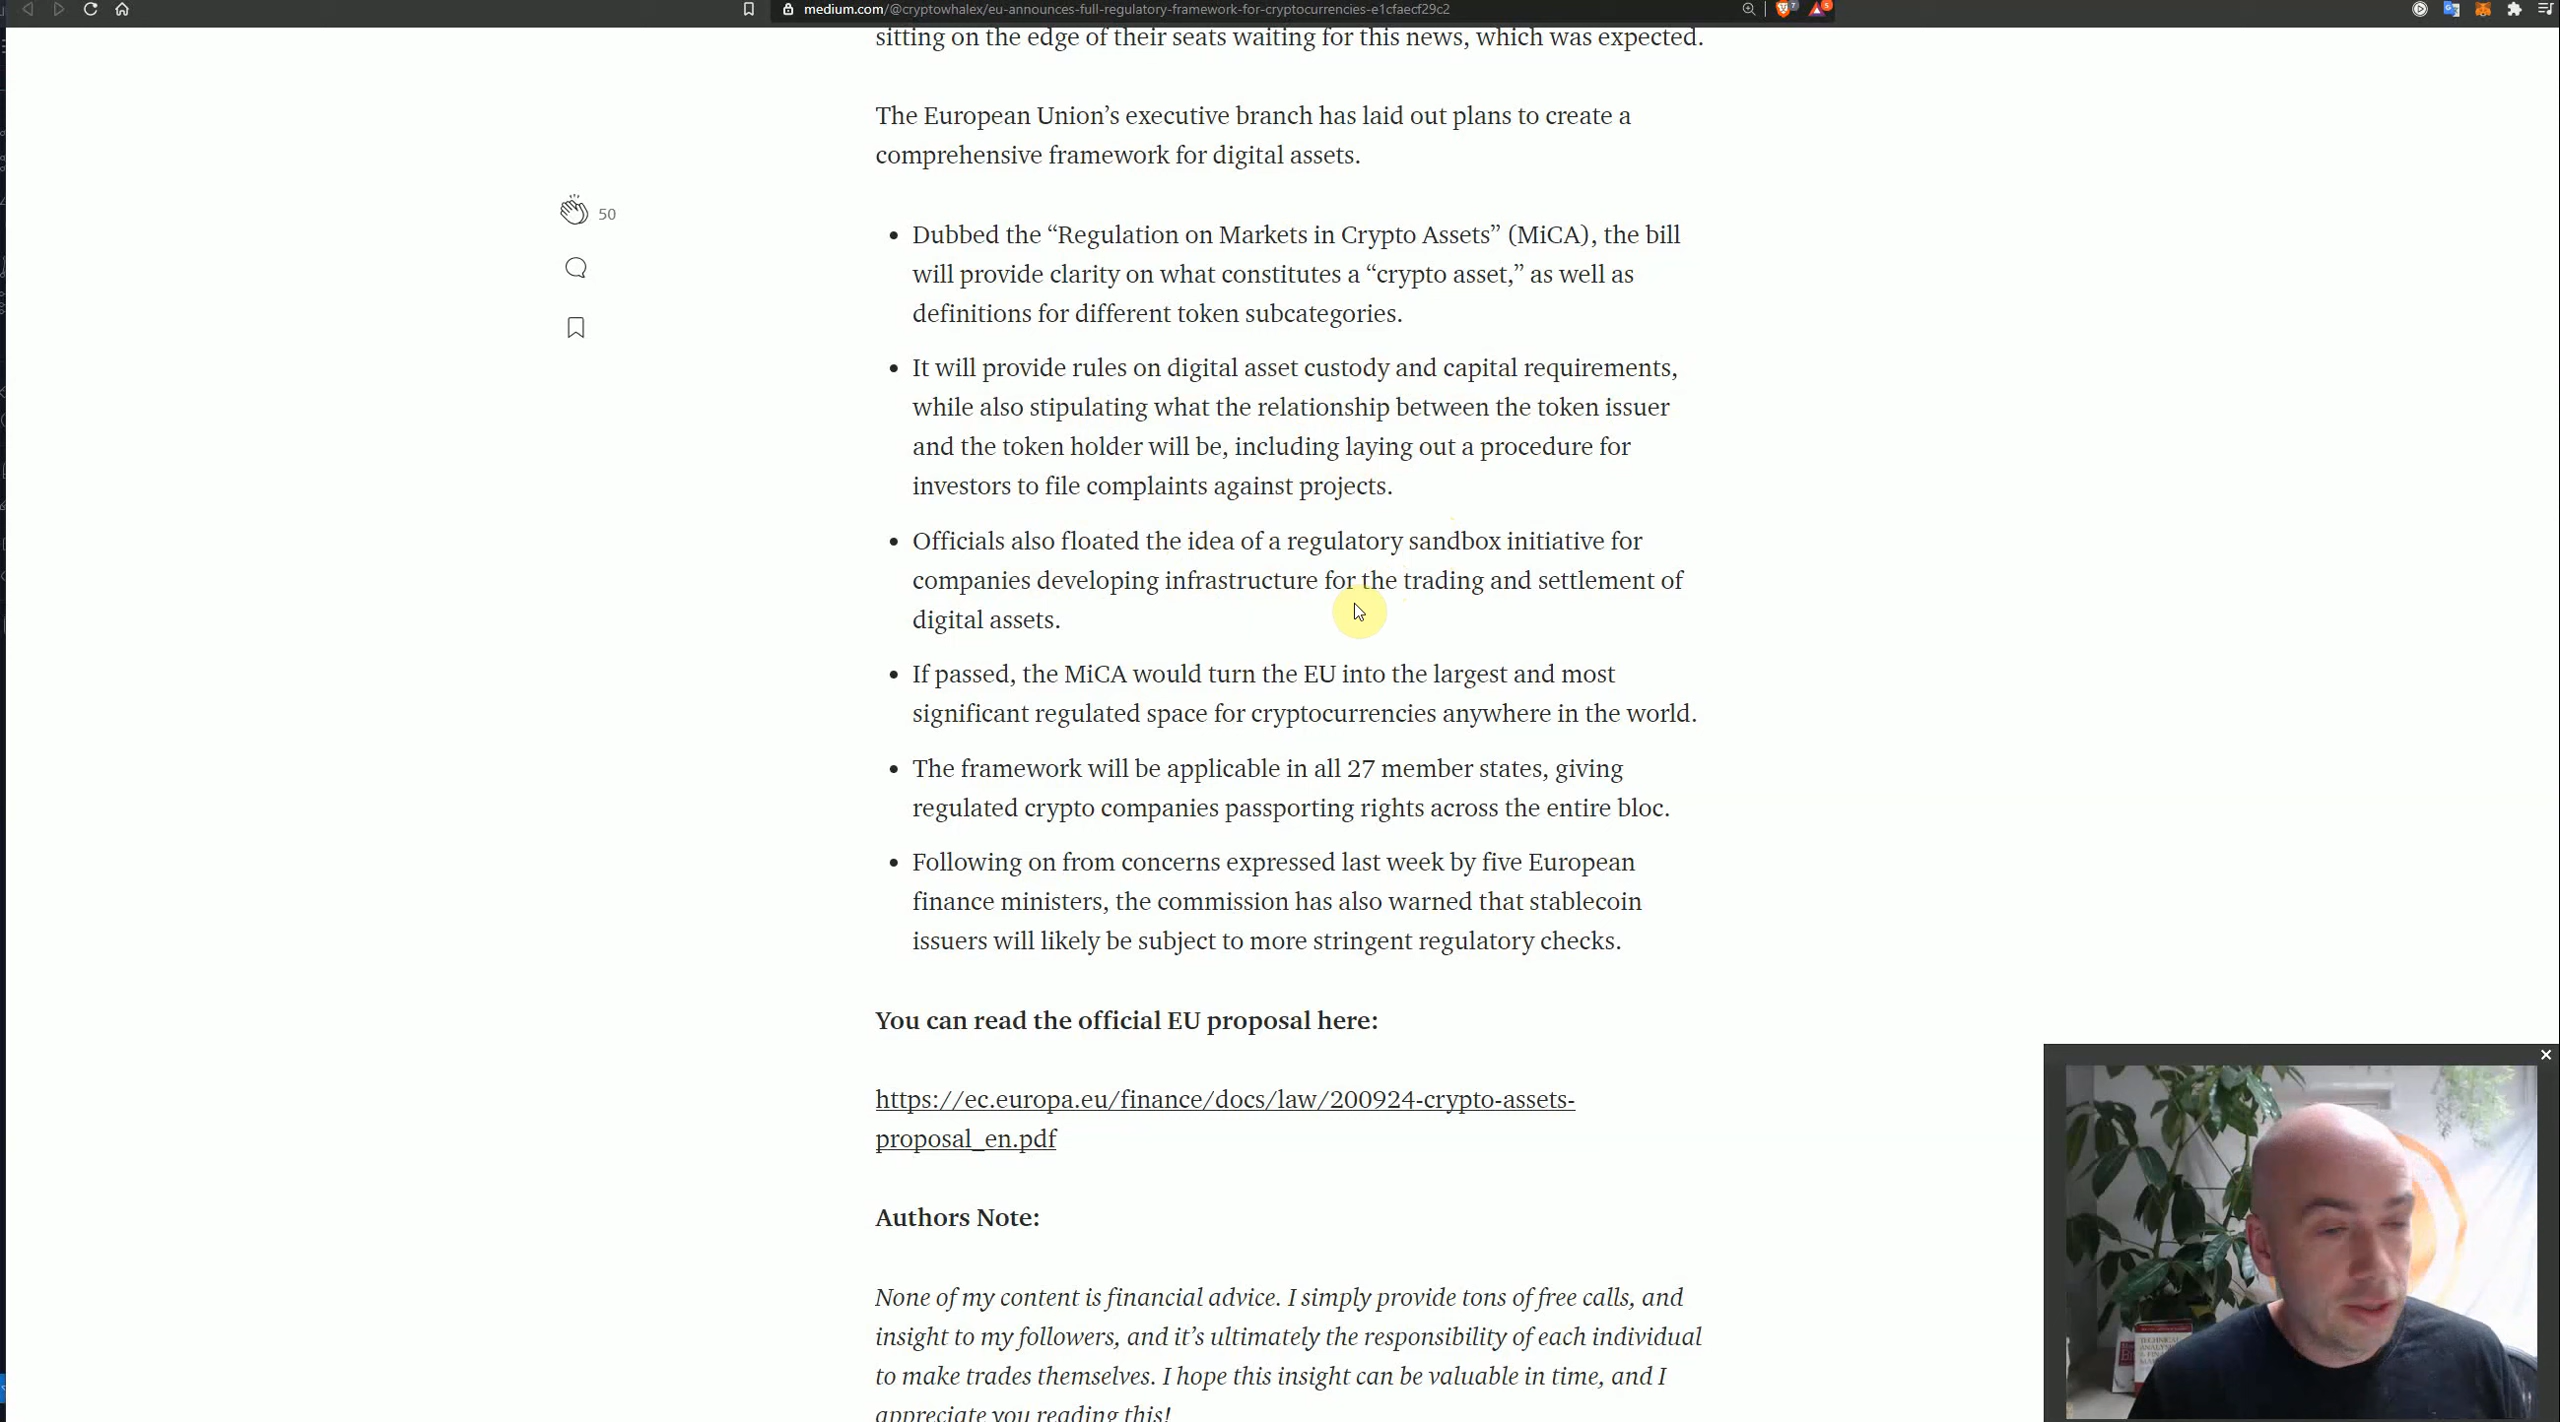 medium.com/@cryptowhalex/eu-announces-full-regulatory-framework-for-cryptocurrencies-e1cfaecf29c2
sitting on the edge of their seats waiting for this news, which was expected.
The European Union’s executive branch has laid out plans to create a
comprehensive framework for digital assets.
50
• Dubbed the “Regulation on Markets in Crypto Assets” (MiCA), the bill
will provide clarity on what constitutes a “crypto asset,” as well as
definitions for different token subcategories.
• It will provide rules on digital asset custody and capital requirements,
while also stipulating what the relationship between the token issuer
and the token holder will be, including laying out a procedure for
investors to file complaints against projects.
• Officials also floated the idea of a regulatory sandbox initiative for
companies developing infrastructure for the trading and settlement of
digital assets.
• If passed, the MiCA would turn the EU into the largest and most
significant regulated space for cryptocurrencies anywhere in the world.
• The framework will be applicable in all 27 member states, giving
regulated crypto companies passporting rights across the entire bloc.
• Following on from concerns expressed last week by five European
finance ministers, the commission has also warned that stablecoin
issuers will likely be subject to more stringent regulatory checks.
You can read the official EU proposal here:
https://ec.europa.eu/finance/docs/law/200924-crypto-assets-
proposal_en.pdf
Authors Note:
None of my content is financial advice. I simply provide tons of free calls, and
insight to my followers, and it’s ultimately the responsibility of each individual
to make trades themselves. I hope this insight can be valuable in time, and I
appreciate you reading this!